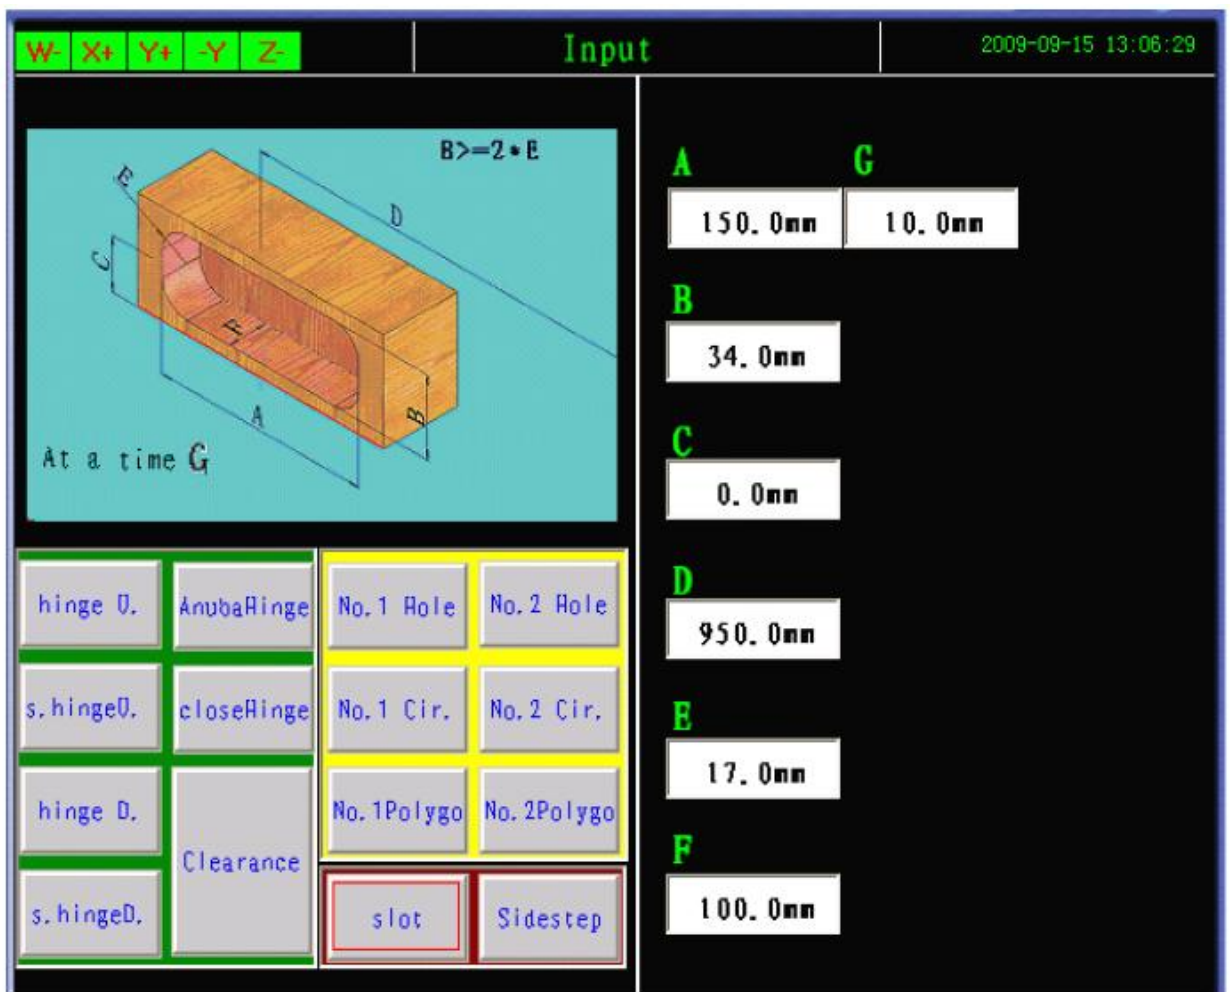 W- X+ Y+ -Y Z- Input 2009-09-15 13:06:29
B>=2*E
E
D
C
F
B
A
At a time G
A G
150.0mm 10.0mm
B
34.0mm
C
0.0mm
D
950.0mm
E
17.0mm
F
100.0mm
hinge U. AnubaHinge No.1 Hole No.2 Hole
s.hingeU. closeHinge No.1 Cir. No.2 Cir.
hinge D. Clearance No.1Polygo No.2Polygo
s.hingeD. slot Sidestep